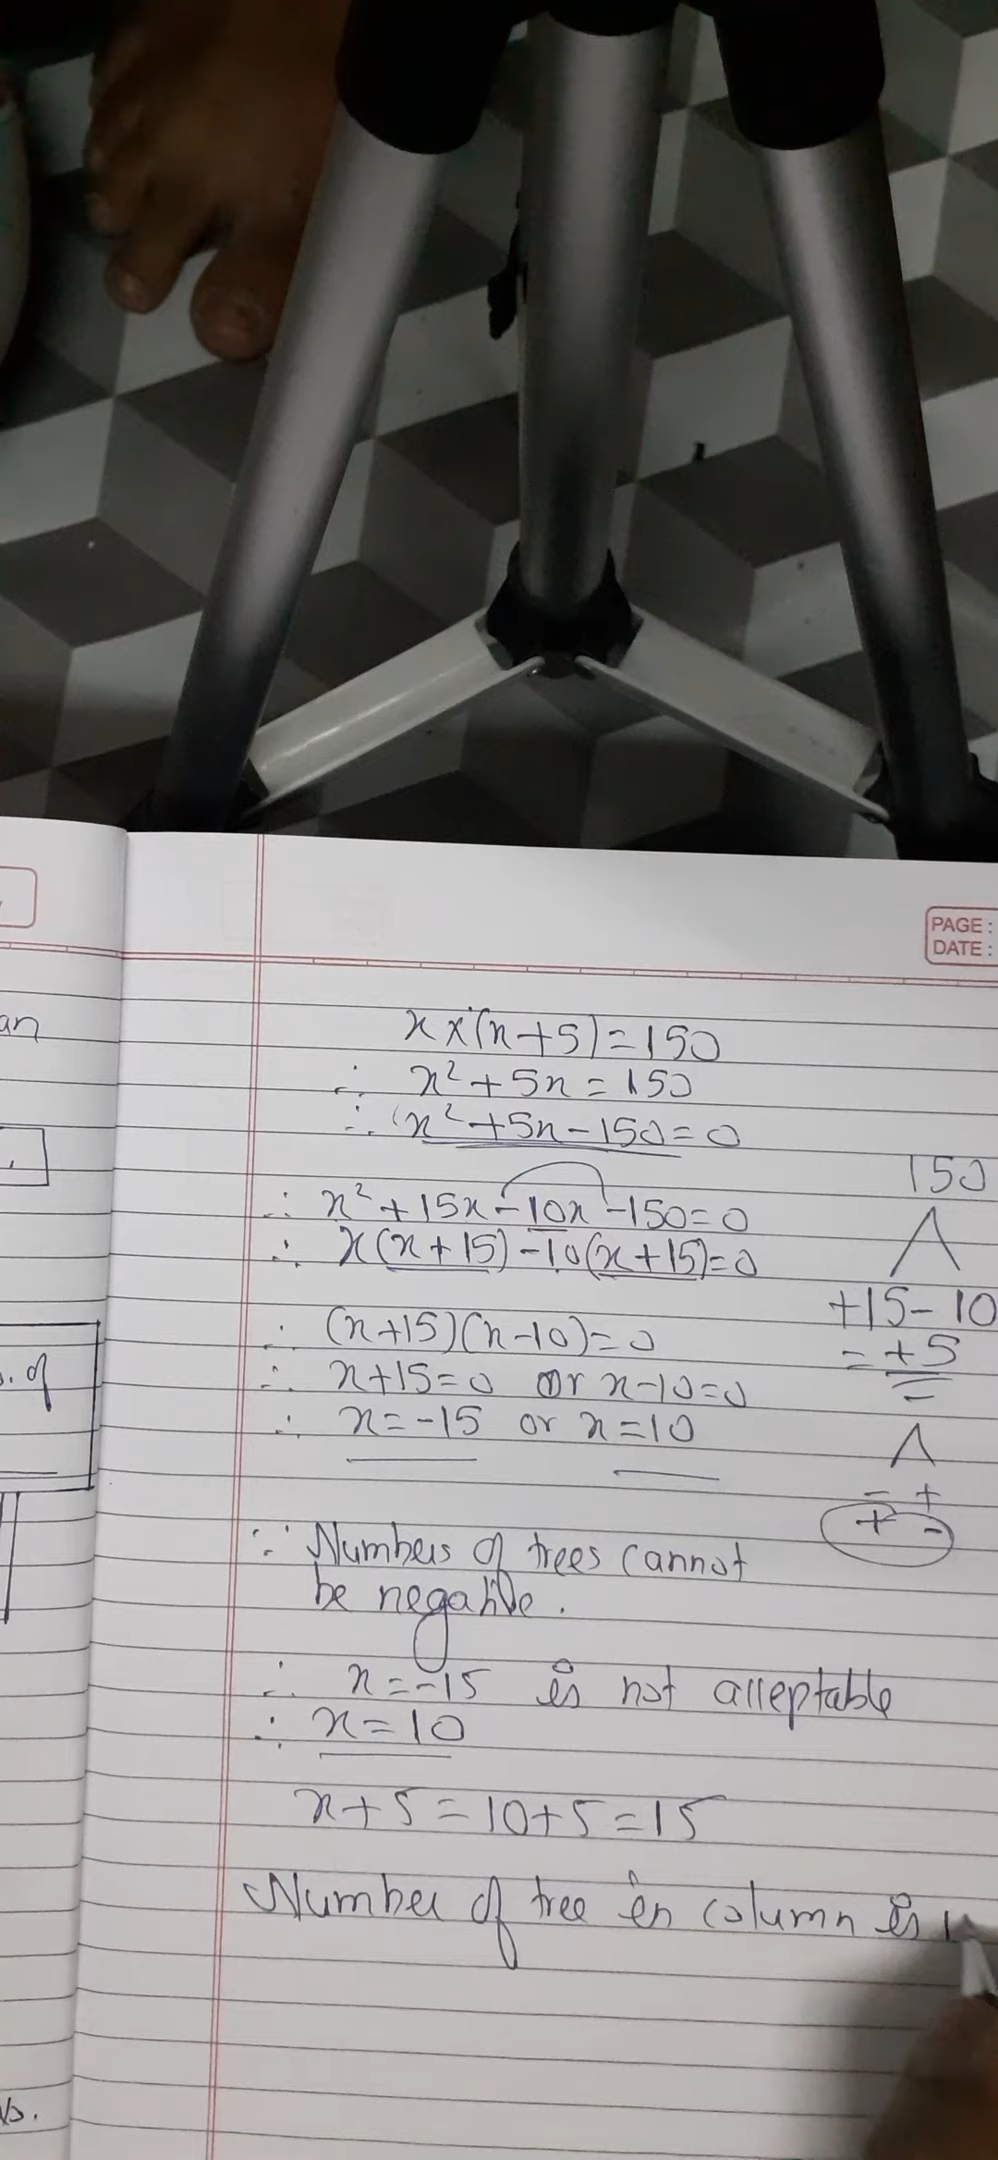 PAGE :
DATE :
an
x×(x+5)=150
∴ x²+5x=150
∴ x²+5x-150=0
150
∴ x²+15x-10x-150=0
∴ x(x+15)-10(x+15)=0
+15-10
∴ (x+15)(x-10)=0
=+5
. of
∴ x+15=0 or x-10=0
∴ x=-15 or x=10
- +
+ -
∵ Numbers of trees cannot
be negative.
∴ x=-15 is not acceptable
∴ x=10
x+5=10+5=15
Number of tree in column is